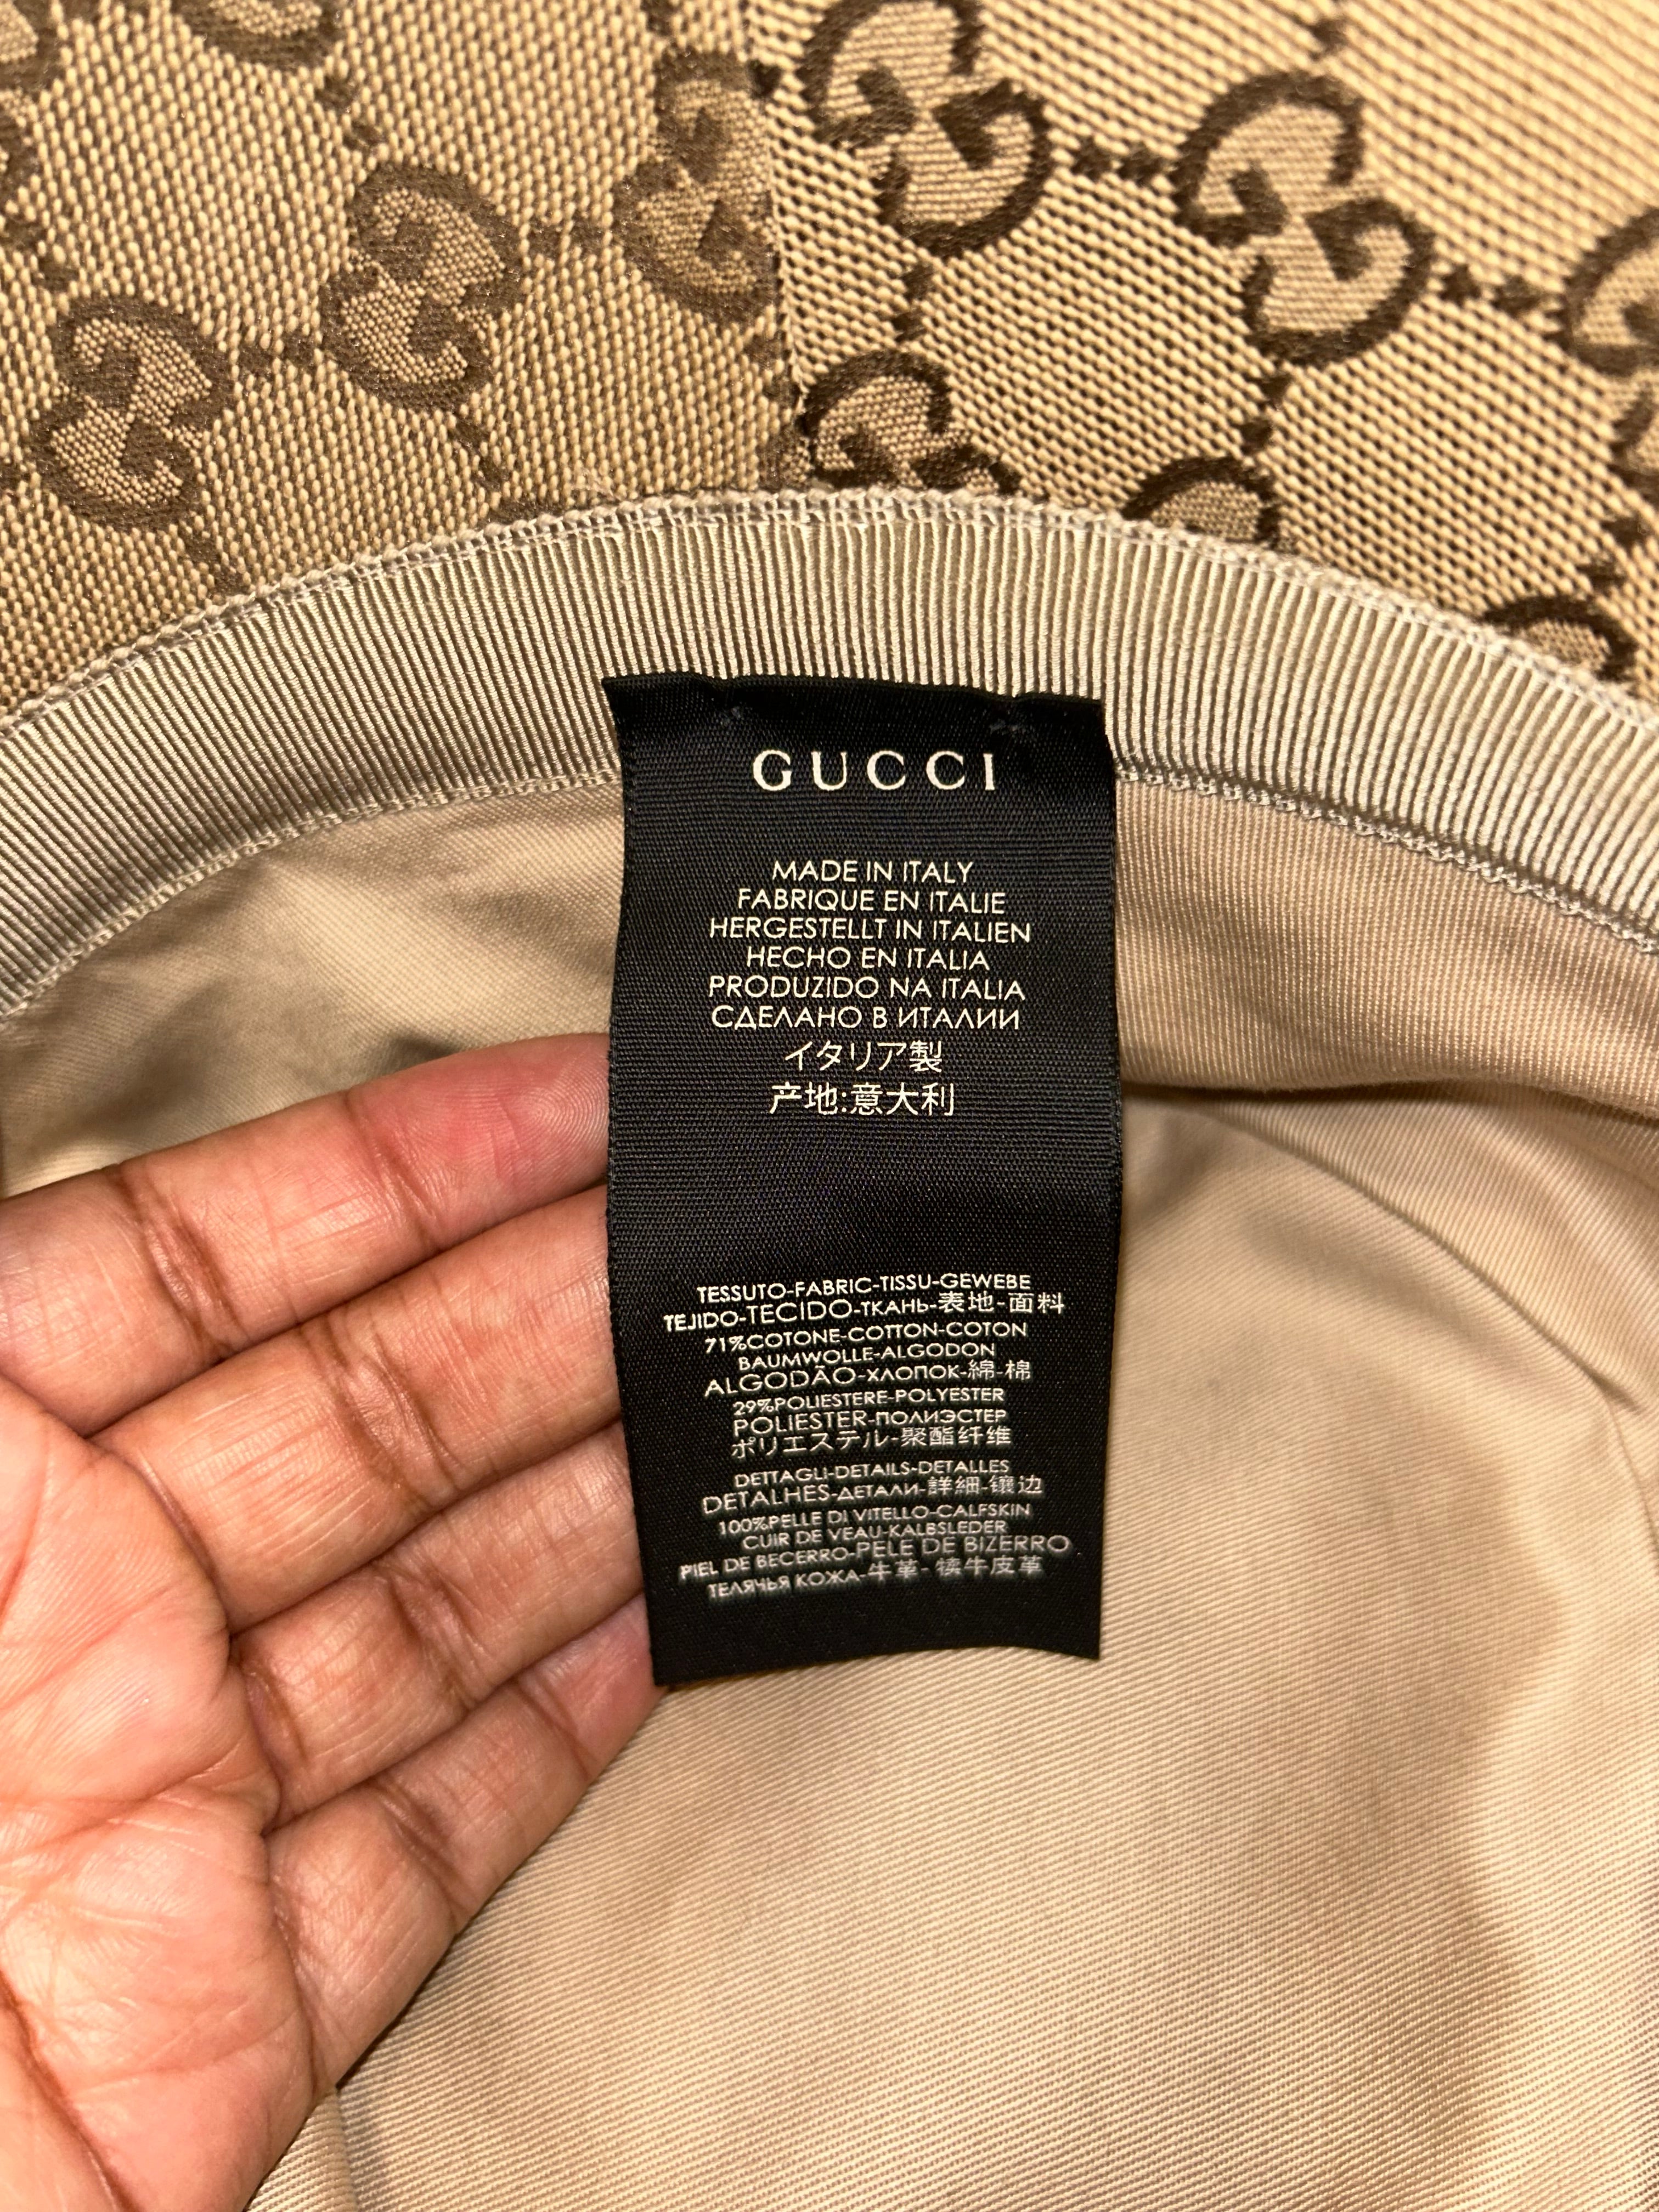 GUCCI
MADE IN ITALY
FABRIQUE EN ITALIE
HERGESTELLT IN ITALIEN
HECHO EN ITALIA
PRODUZIDO NA ITALIA
СДЕЛАНО В ИТАЛИИ
イタリア製
产地:意大利
TESSUTO-FABRIC-TISSU-GEWEBE
TEJIDO-TECIDO-ТКАНЬ-表地-面料
71%COTONE-COTTON-COTON
BAUMWOLLE-ALGODON
ALGODÃO-ХЛОПОК-綿-棉
29%POLIESTERE-POLYESTER
POLIESTER-ПОЛИЭСТЕР
ポリエステル-聚酯纤维
DETTAGLI-DETAILS-DETALLES
DETALHES-ДЕТАЛИ-詳細-镶边
100%PELLE DI VITELLO-CALFSKIN
CUIR DE VEAU-KALBSLEDER
PIEL DE BECERRO-PELE DE BIZERRO
ТЕЛЯЧЬЯ КОЖА-牛革-犊牛皮革